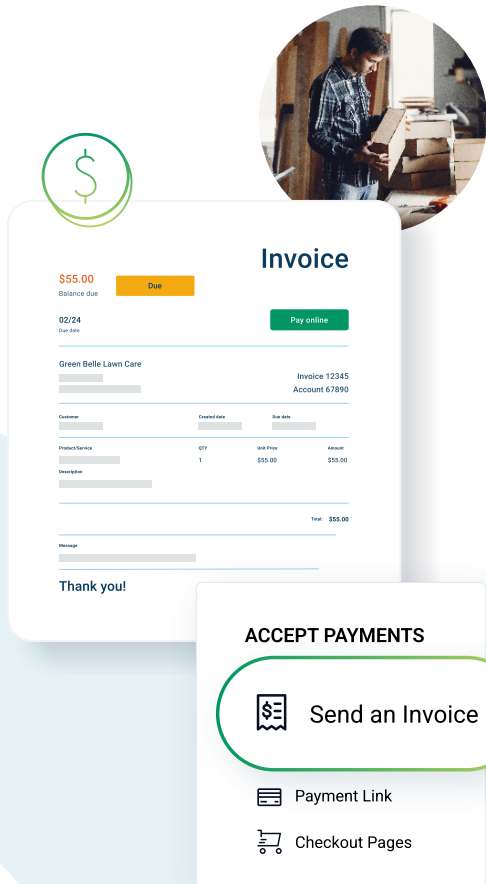 $
Invoice
$55.00
Due
Balance due
02/24
Due date
Pay online
Green Belle Lawn Care
Invoice 12345
Account 67890
Customer Created date Due date
Product/Service QTY Unit Price Amount
1 $55.00 $55.00
Description
Total: $55.00
Message
Thank you!
ACCEPT PAYMENTS
$
Send an Invoice
Payment Link
Checkout Pages